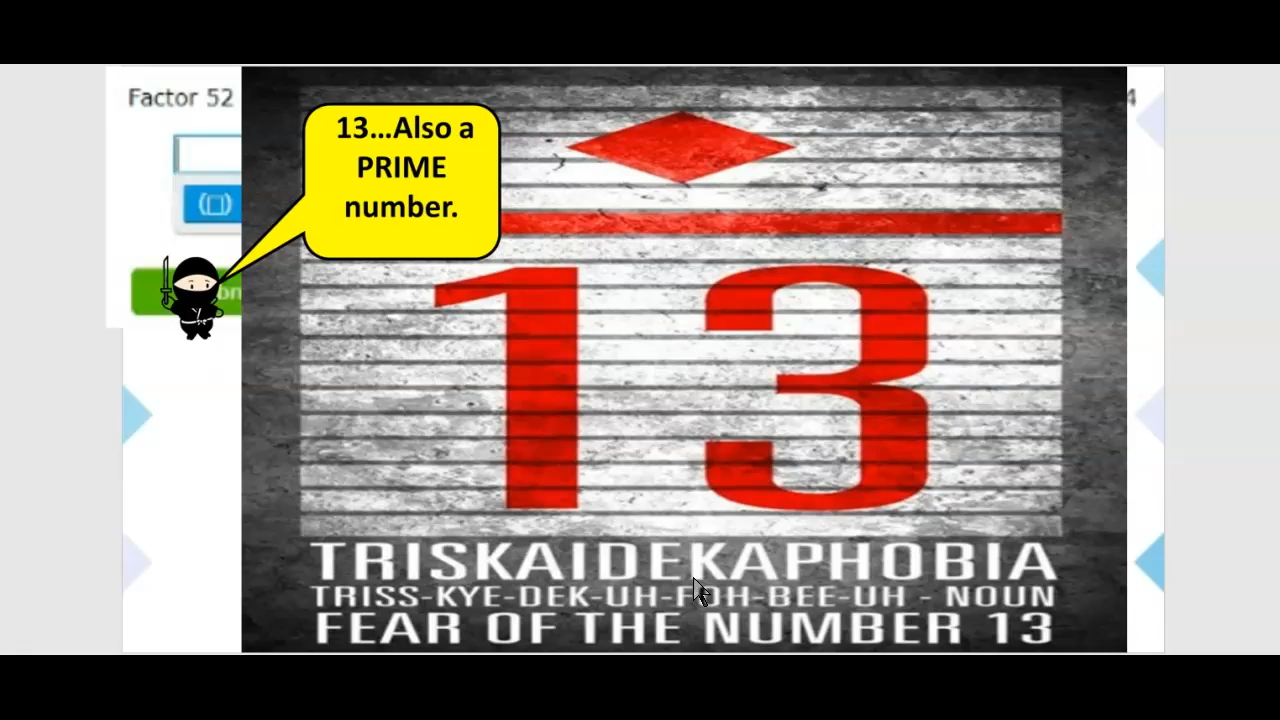 Factor 52
4
13...Also a
PRIME
number.
13
TRISKAIDEKAPHOBIA
TRISS-KYE-DEK-UH-FOH-BEE-UH - NOUN
FEAR OF THE NUMBER 13